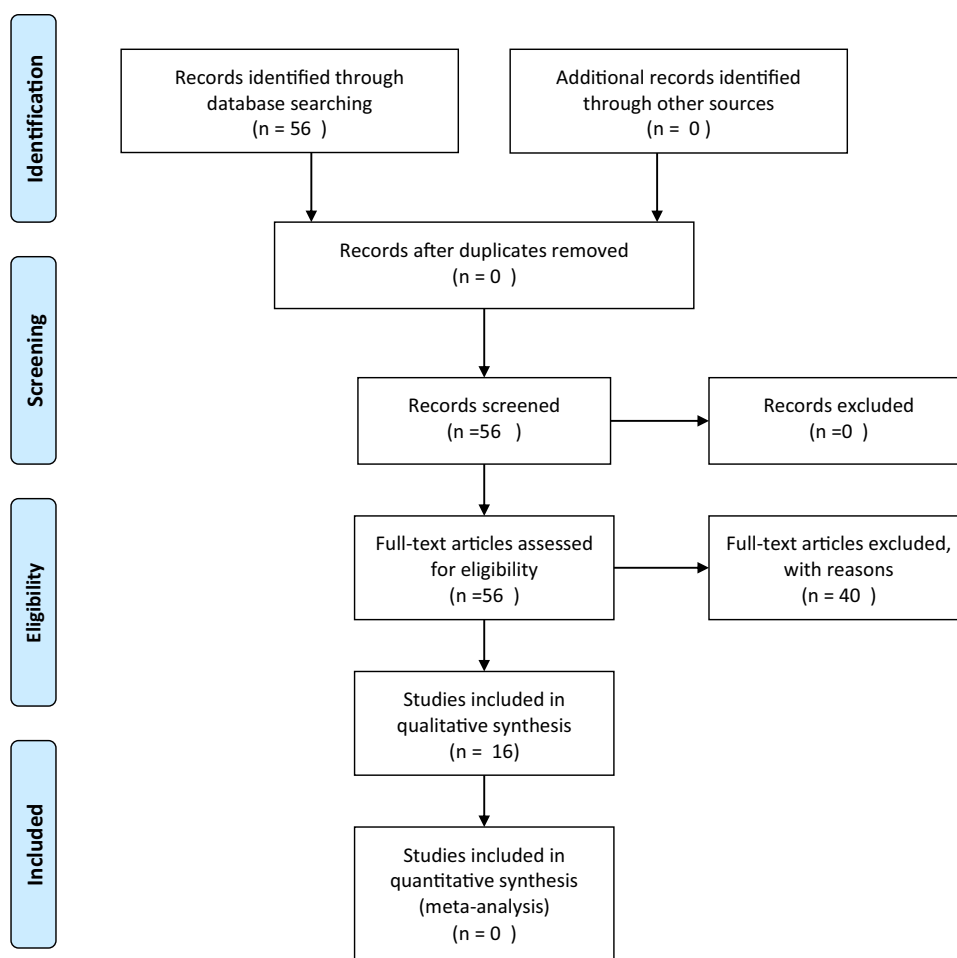 Identification
Records identified through
database searching
(n = 56  )
Additional records identified
through other sources
(n =  0 )
Records after duplicates removed
(n = 0  )
Screening
Records screened
(n =56   )
Records excluded
(n =0   )
Eligibility
Full-text articles assessed
for eligibility
(n =56   )
Full-text articles excluded,
with reasons
(n = 40  )
Studies included in
qualitative synthesis
(n =  16)
Included
Studies included in
quantitative synthesis
(meta-analysis)
(n = 0  )